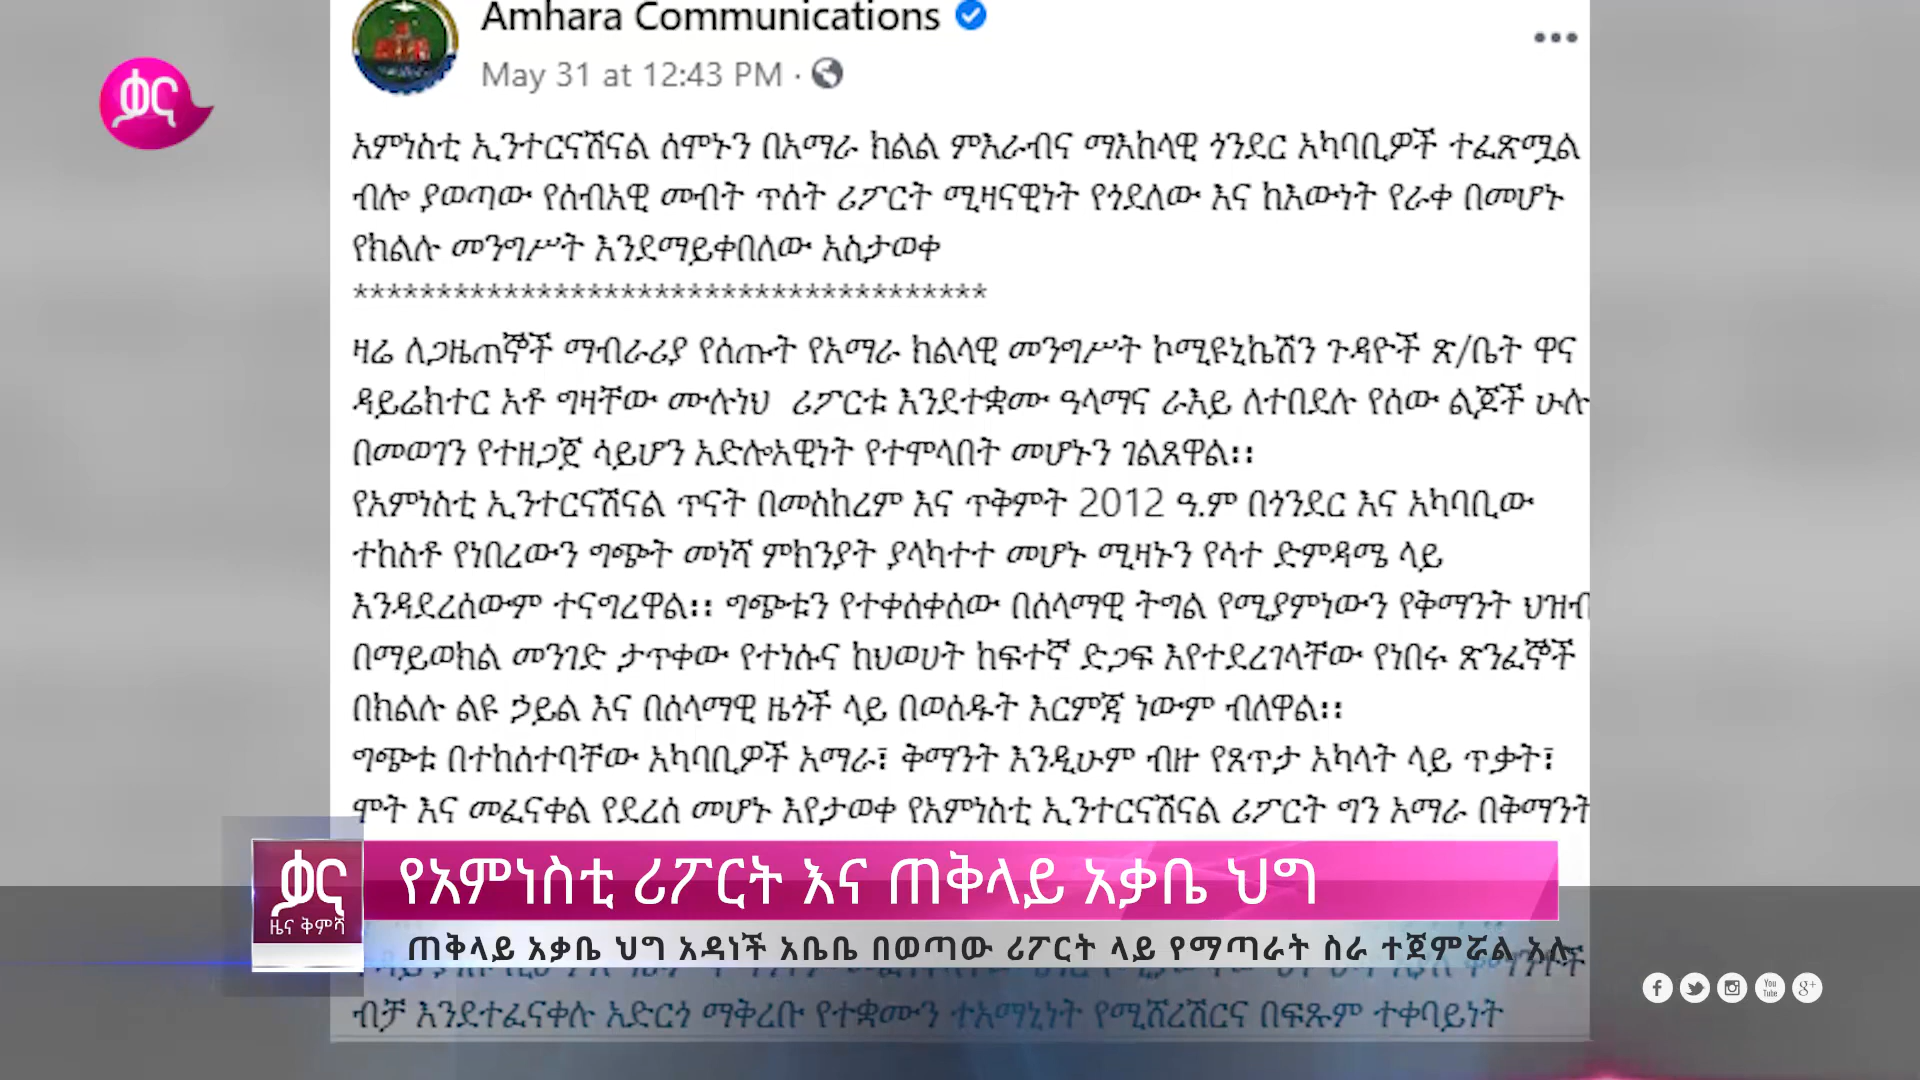 Amhara Communications
May 31 at 12:43 PM ·
ቃና
አምነስቲ ኢንተርናሽናል ሰሞኑን በአማራ ክልል ምእራብና ማእከላዊ ጎንደር አካባቢዎች ተፈጽሟል
ብሎ ያወጣው የሰብአዊ መብት ጥሰት ሪፖርት ሚዛናዊነት የጎደለው እና ከእውነት የራቀ በመሆኑ
የክልሉ መንግሥት እንደማይቀበለው አስታወቀ
****************************************
ዛሬ ለጋዜጠኞች ማብራሪያ የሰጡት የአማራ ክልላዊ መንግሥት ኮሚዩኒኬሽን ጉዳዮች ጽ/ቤት ዋና
ዳይሬክተር አቶ ግዛቸው ሙሉነህ ሪፖርቱ እንደተቋሙ ዓላማና ራእይ ለተበደሉ የሰው ልጆች ሁሉ
በመወገን የተዘጋጀ ሳይሆን አድሎአዊነት የተሞላበት መሆኑን ገልጸዋል፡፡
የአምነስቲ ኢንተርናሽናል ጥናት በመስከረም እና ጥቅምት 2012 ዓ.ም በጎንደር እና አካባቢው
ተከስቶ የነበረውን ግጭት መነሻ ምክንያት ያላካተተ መሆኑ ሚዛኑን የሳተ ድምዳሜ ላይ
እንዳደረሰውም ተናግረዋል፡፡ ግጭቱን የተቀሰቀሰው በሰላማዊ ትግል የሚያምነውን የቅማንት ህዝብ
በማይወክል መንገድ ታጥቀው የተነሱና ከህወሀት ከፍተኛ ድጋፍ እየተደረገላቸው የነበሩ ጽንፈኞች
በክልሉ ልዩ ኃይል እና በሰላማዊ ዜጎች ላይ በወሰዱት እርምጃ ነውም ብለዋል፡፡
ግጭቱ በተከሰተባቸው አካባቢዎች አማራ፣ ቅማንት እንዲሁም ብዙ የጸጥታ አካላት ላይ ጥቃት፣
ሞት እና መፈናቀል የደረሰ መሆኑ እየታወቀ የአምነስቲ ኢንተርናሽናል ሪፖርት ግን አማራ በቅማንት
ቃና
ዜና ቅምሻ
የአምነስቲ ሪፖርት እና ጠቅላይ አቃቤ ህግ
ጠቅላይ አቃቤ ህግ አዳነች አቤቤ በወጣው ሪፖርት ላይ የማጣራት ስራ ተጀምሯል አሉ
ብቻ እንደተፈናቀሉ አድርጎ ማቅረቡ የተቋሙን ተአማኒነት የሚሸረሽርና በፍጹም ተቀባይነት
You Tube